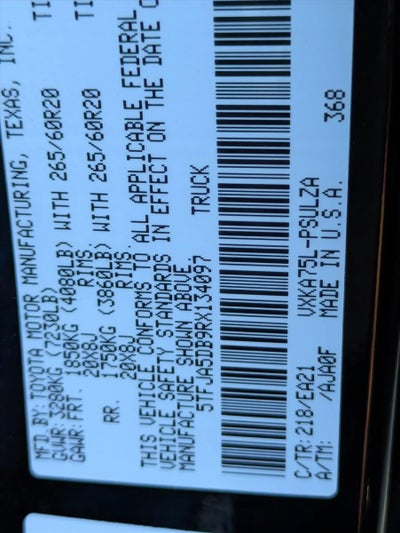 MFD. BY: TOYOTA MOTOR MANUFACTURING, TEXAS, INC.
GVWR: 3280KG (7230LB) TI
GAWR: FRT. 1850KG (4080LB) WITH 265/60R20
20X8J RIMS, TI
RR. 1750KG (3860LB) WITH 265/60R20
20X8J RIMS,
THIS VEHICLE CONFORMS TO ALL APPLICABLE FEDERAL
VEHICLE SAFETY STANDARDS IN EFFECT ON THE DATE O
MANUFACTURE SHOWN ABOVE.
5TFJA5DB9RX134097 TRUCK
C/TR: 218/EA21 VXKA75L-PSULZA
A/TM: /AJA0F MADE IN U.S.A. 368